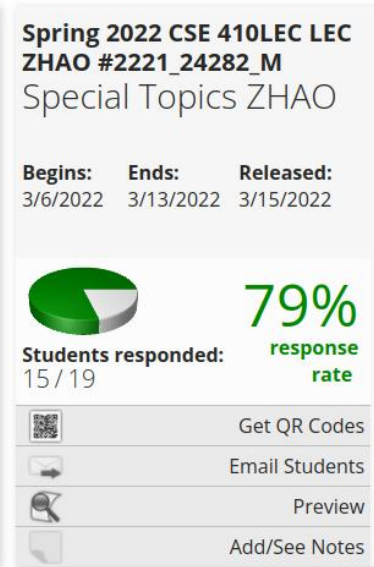 Spring 2022 CSE 410LEC LEC
ZHAO #2221_24282_M
Special Topics ZHAO
Begins: Ends: Released:
3/6/2022 3/13/2022 3/15/2022
79%
response
rate
Students responded:
15 / 19
Get QR Codes
Email Students
Preview
Add/See Notes